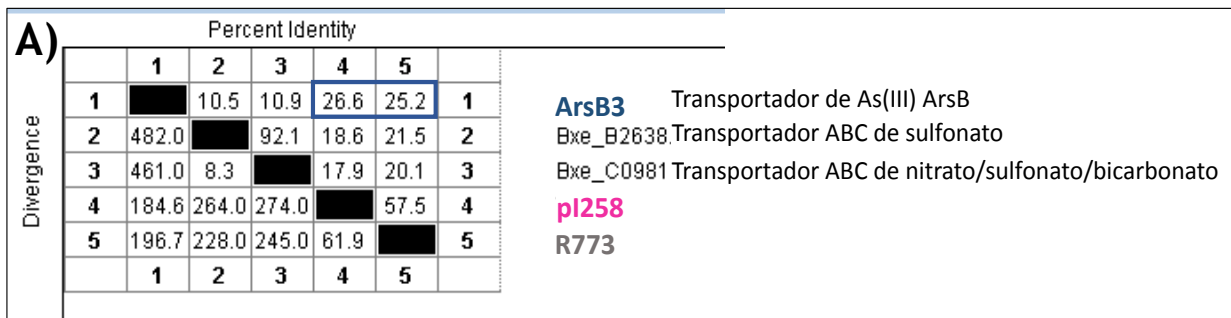 A)
Percent Identity
1 2 3 4 5
1 10.5 10.9 26.6 25.2 1 ArsB3 Transportador de As(III) ArsB
2 482.0 92.1 18.6 21.5 2 Bxe_B2638. Transportador ABC de sulfonato
3 461.0 8.3 17.9 20.1 3 Bxe_C0981 Transportador ABC de nitrato/sulfonato/bicarbonato
4 184.6 264.0 274.0 57.5 4 pI258
5 196.7 228.0 245.0 61.9 5 R773
1 2 3 4 5
Divergence